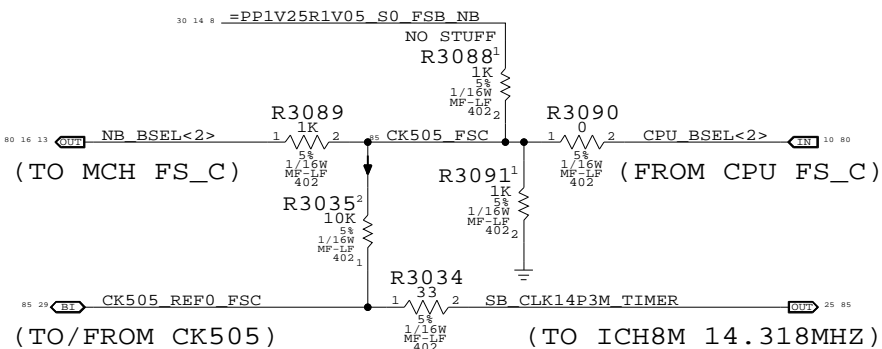 30 14 8 =PP1V25R1V05_S0_FSB_NB
NO STUFF
R3088
1
1K
5%
1/16W
MF-LF
402
2
R3089
1K
1 2
5%
1/16W
MF-LF
402
R3090
0
1 2
5%
1/16W
MF-LF
402
80 16 13 OUT NB_BSEL<2>
85 CK505_FSC
CPU_BSEL<2> IN 10 80
(TO MCH FS_C)
(FROM CPU FS_C)
R3091
1
1K
5%
1/16W
MF-LF
402
2
R3035
2
10K
5%
1/16W
MF-LF
402
1
R3034
33
1 2
5%
1/16W
MF-LF
402
85 29 BI CK505_REF0_FSC
SB_CLK14P3M_TIMER OUT 25 85
(TO/FROM CK505)
(TO ICH8M 14.318MHZ)